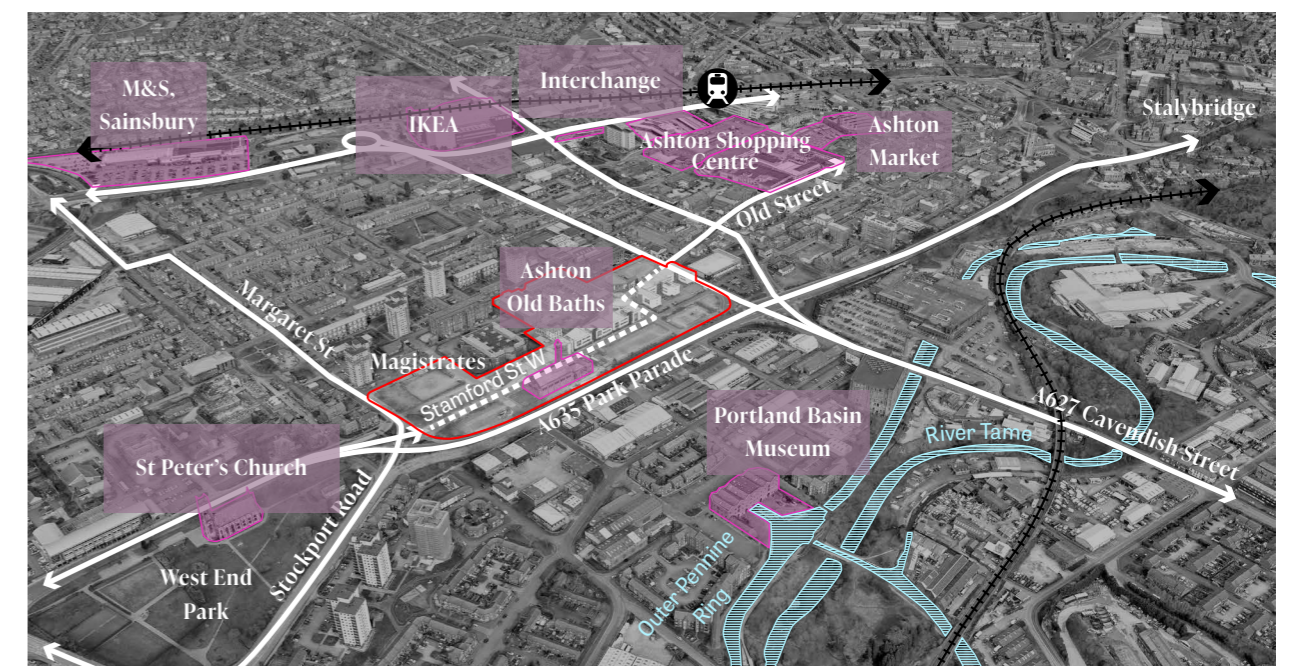 M&S,
Sainsbury
IKEA
Interchange
Ashton Shopping
Centre
Ashton
Market
Stalybridge
Old Street
Ashton
Old Baths
Margaret St
Magistrates
Stamford St W
A635 Park Parade
Portland Basin
Museum
A627 Cavendish Street
River Tame
St Peter's Church
Stockport Road
West End
Park
Outer Pennine
Ring